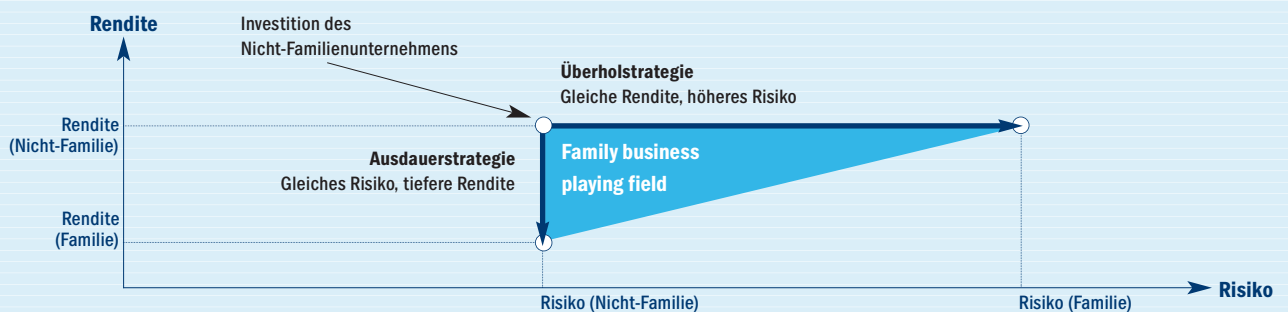 Rendite
Investition des
Nicht-Familienunternehmens
Überholstrategie
Gleiche Rendite, höheres Risiko
Rendite
(Nicht-Familie)
Ausdauerstrategie
Gleiches Risiko, tiefere Rendite
Family business
playing field
Rendite
(Familie)
Risiko
Risiko (Nicht-Familie)
Risiko (Familie)